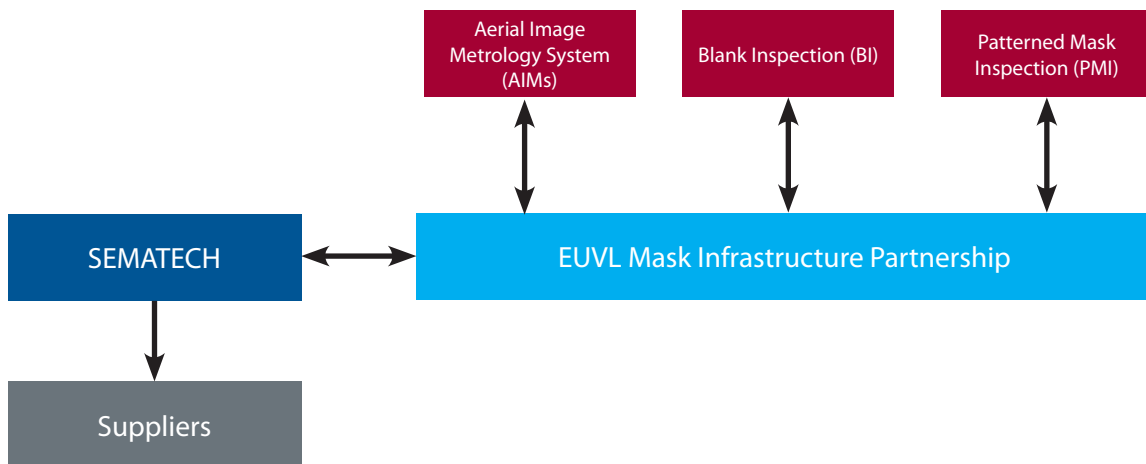 Aerial Image
Metrology System
(AIMs)
Blank Inspection (BI)
Patterned Mask
Inspection (PMI)
SEMATECH
EUVL Mask Infrastructure Partnership
Suppliers